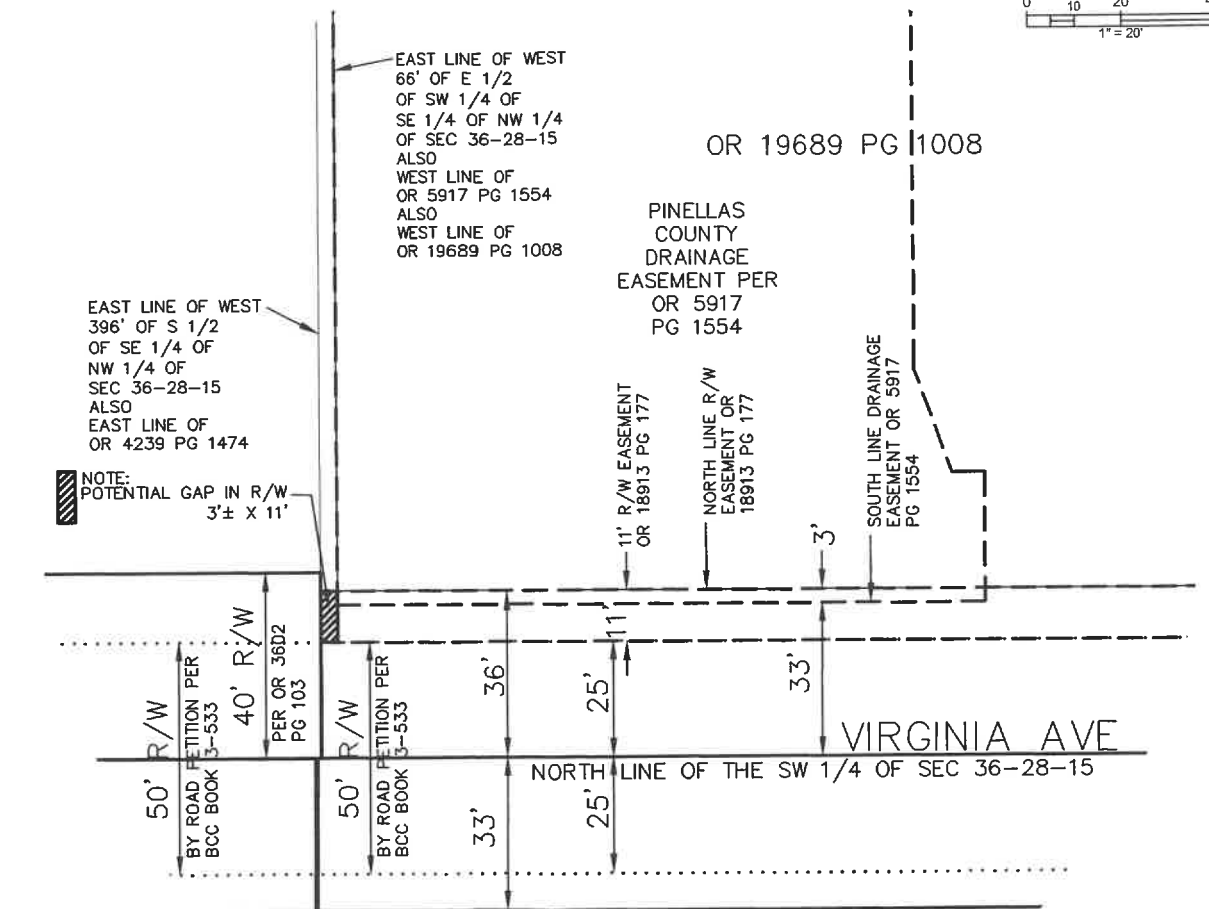 0 10 20
1" = 20'
EAST LINE OF WEST
66' OF E 1/2
OF SW 1/4 OF
SE 1/4 OF NW 1/4
OF SEC 36-28-15
ALSO
WEST LINE OF
OR 5917 PG 1554
ALSO
WEST LINE OF
OR 19689 PG 1008
OR 19689 PG 1008
PINELLAS
COUNTY
DRAINAGE
EASEMENT PER
OR 5917
PG 1554
EAST LINE OF WEST
396' OF S 1/2
OF SE 1/4 OF
NW 1/4 OF
SEC 36-28-15
ALSO
EAST LINE OF
OR 4239 PG 1474
NOTE:
POTENTIAL GAP IN R/W
3'± X 11'
11' R/W EASEMENT
OR 18913 PG 177
NORTH LINE R/W
EASEMENT OR
18913 PG 177
3'
SOUTH LINE DRAINAGE
EASEMENT OR 5917
PG 1554
50' R/W
BY ROAD PETITION PER
BCC BOOK 3-533
40' R/W
PER OR 36D2
PG 103
50' R/W
BY ROAD PETITION PER
BCC BOOK 3-533
36'
11'
25'
33'
VIRGINIA AVE
NORTH LINE OF THE SW 1/4 OF SEC 36-28-15
33'
25'